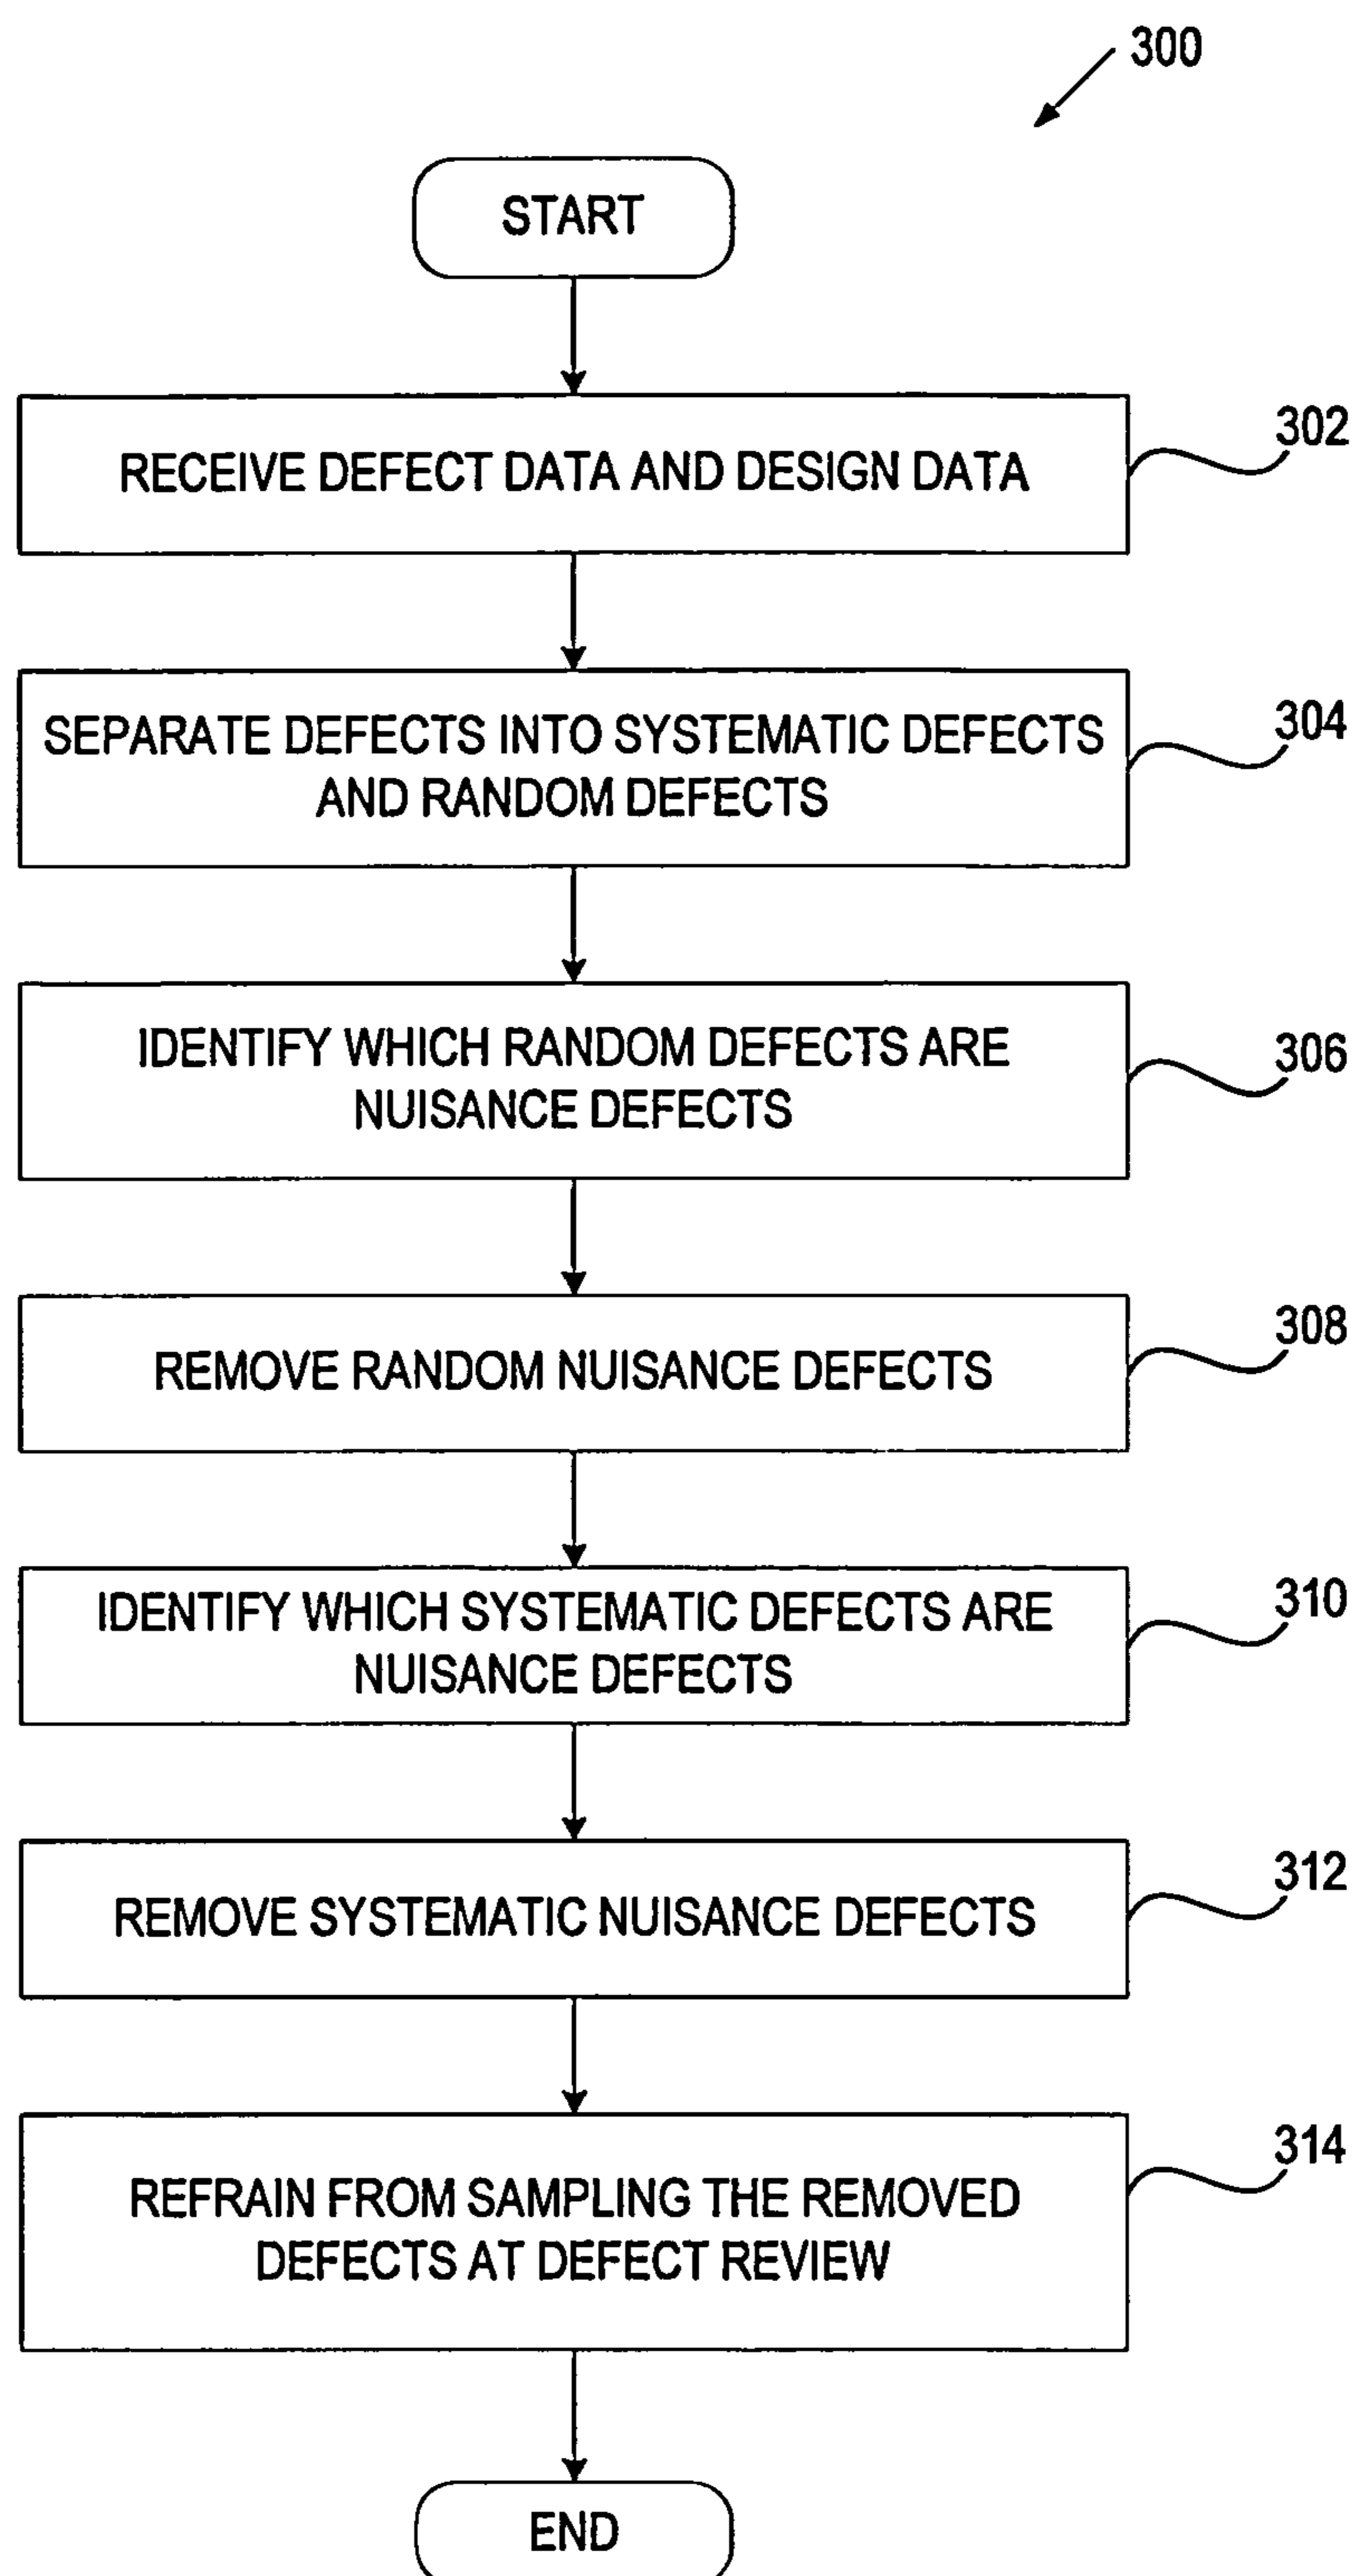 300
START
RECEIVE DEFECT DATA AND DESIGN DATA
302
SEPARATE DEFECTS INTO SYSTEMATIC DEFECTS
AND RANDOM DEFECTS
304
IDENTIFY WHICH RANDOM DEFECTS ARE
NUISANCE DEFECTS
306
REMOVE RANDOM NUISANCE DEFECTS
308
IDENTIFY WHICH SYSTEMATIC DEFECTS ARE
NUISANCE DEFECTS
310
REMOVE SYSTEMATIC NUISANCE DEFECTS
312
REFRAIN FROM SAMPLING THE REMOVED
DEFECTS AT DEFECT REVIEW
314
END